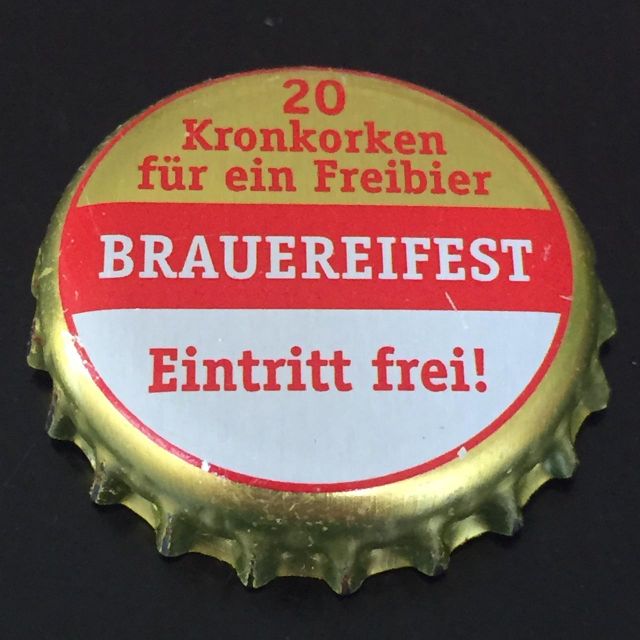 20
Kronkorken
für ein Freibier
BRAUEREIFEST
Eintritt frei!